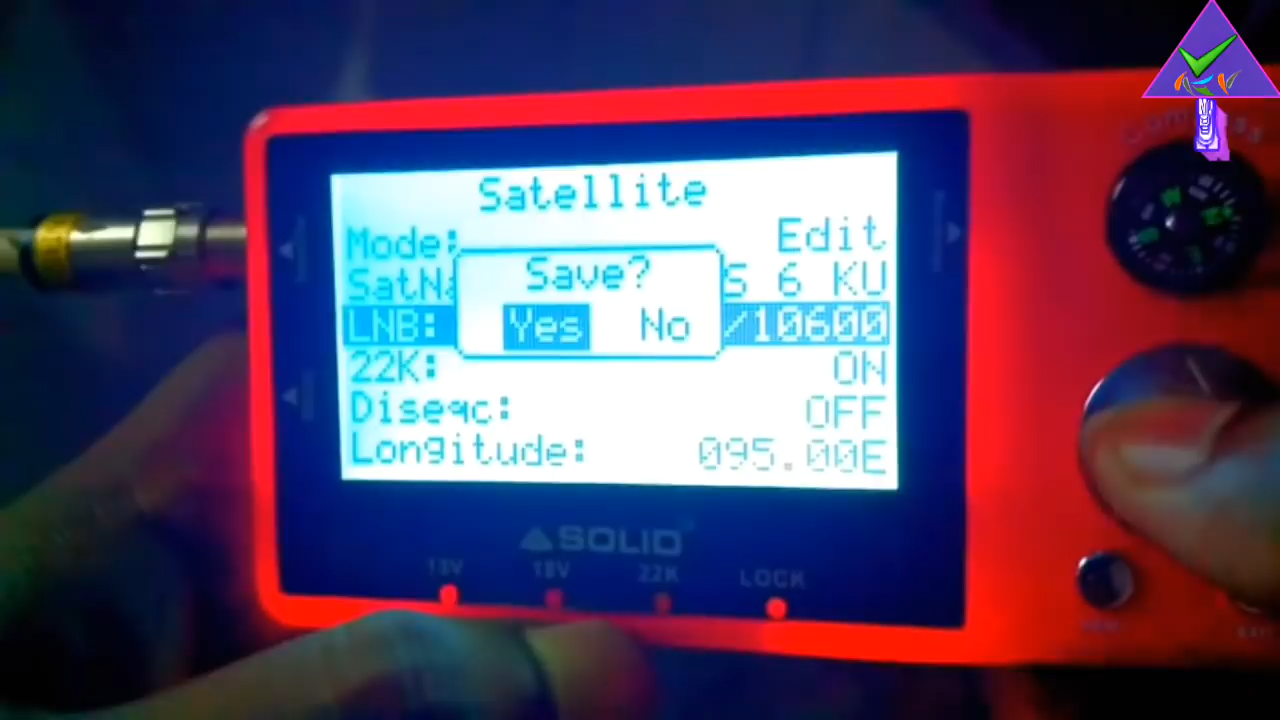 Satellite
Mode: Edit
Save?
S 6 KU
LNB: /10600
Yes No
22K: ON
Diseqc: OFF
Longitude: 095.00E
SOLID
13V 18V 22K LOCK